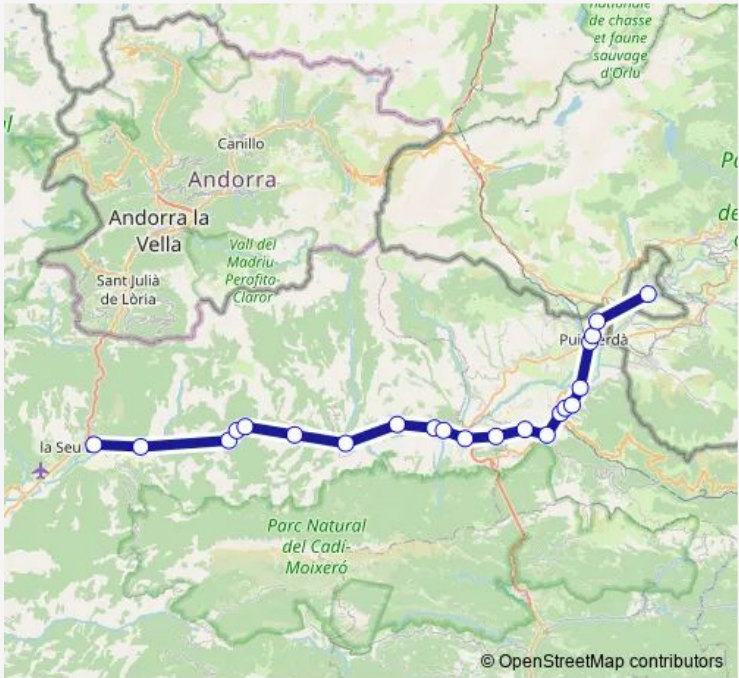 nationale
de chasse
et faune
sauvage
d'Orlu
Canillo
Andorra
Andorra la
Vella
Vall del
Madriu
Perafita-
Claror
Sant Julià
de Lòria
de
la Seu
Parc Natural
del Cadí-
Moixeró
© OpenStreetMap contributors